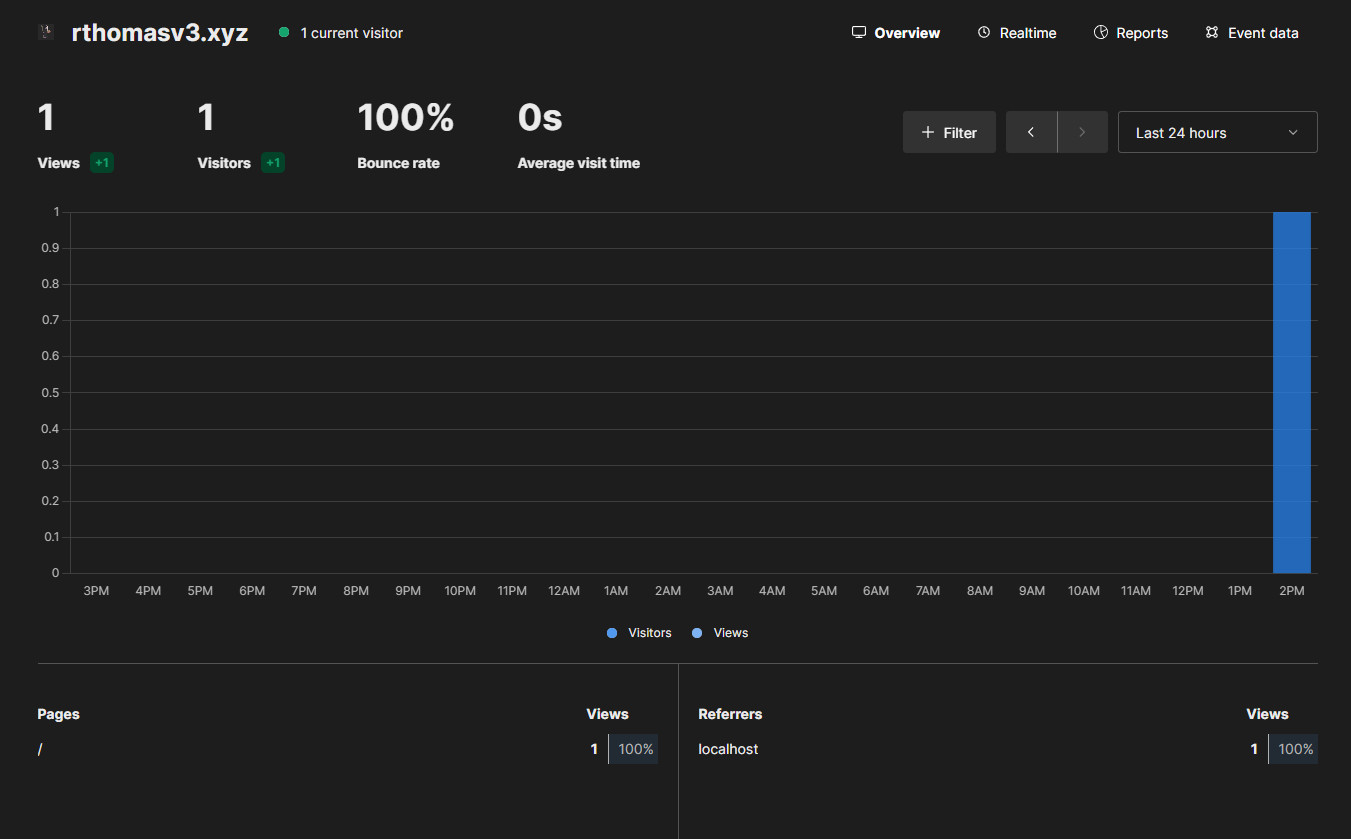 rthomasv3.xyz 1 current visitor Overview Realtime Reports Event data
1 1 100% 0s
Views +1 Visitors +1 Bounce rate Average visit time
+ Filter Last 24 hours
1
0.9
0.8
0.7
0.6
0.5
0.4
0.3
0.2
0.1
0
3PM 4PM 5PM 6PM 7PM 8PM 9PM 10PM 11PM 12AM 1AM 2AM 3AM 4AM 5AM 6AM 7AM 8AM 9AM 10AM 11AM 12PM 1PM 2PM
Visitors Views
Pages Views
/ 1 100%
Referrers Views
localhost 1 100%